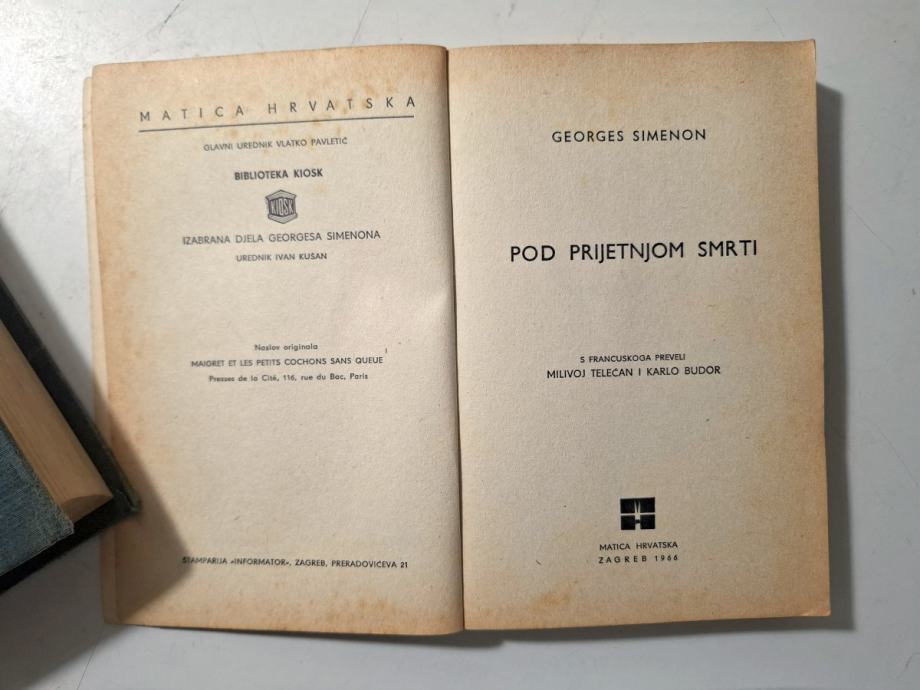 MATICA HRVATSKA
GLAVNI UREDNIK VLATKO PAVLETIĆ
BIBLIOTEKA KIOSK
KIOSK
IZABRANA DJELA GEORGESA SIMENONA
UREDNIK IVAN KUŠAN
Naslov originala
MAIGRET ET LES PETITS COCHONS SANS QUEUE
Presses de la Cité, 116, rue du Bac, Paris
ŠTAMPARIJA »INFORMATOR«, ZAGREB, PRERADOVIĆEVA 21
GEORGES SIMENON
POD PRIJETNJOM SMRTI
S FRANCUSKOGA PREVELI
MILIVOJ TELEĆAN I KARLO BUDOR
MATICA HRVATSKA
ZAGREB 1966